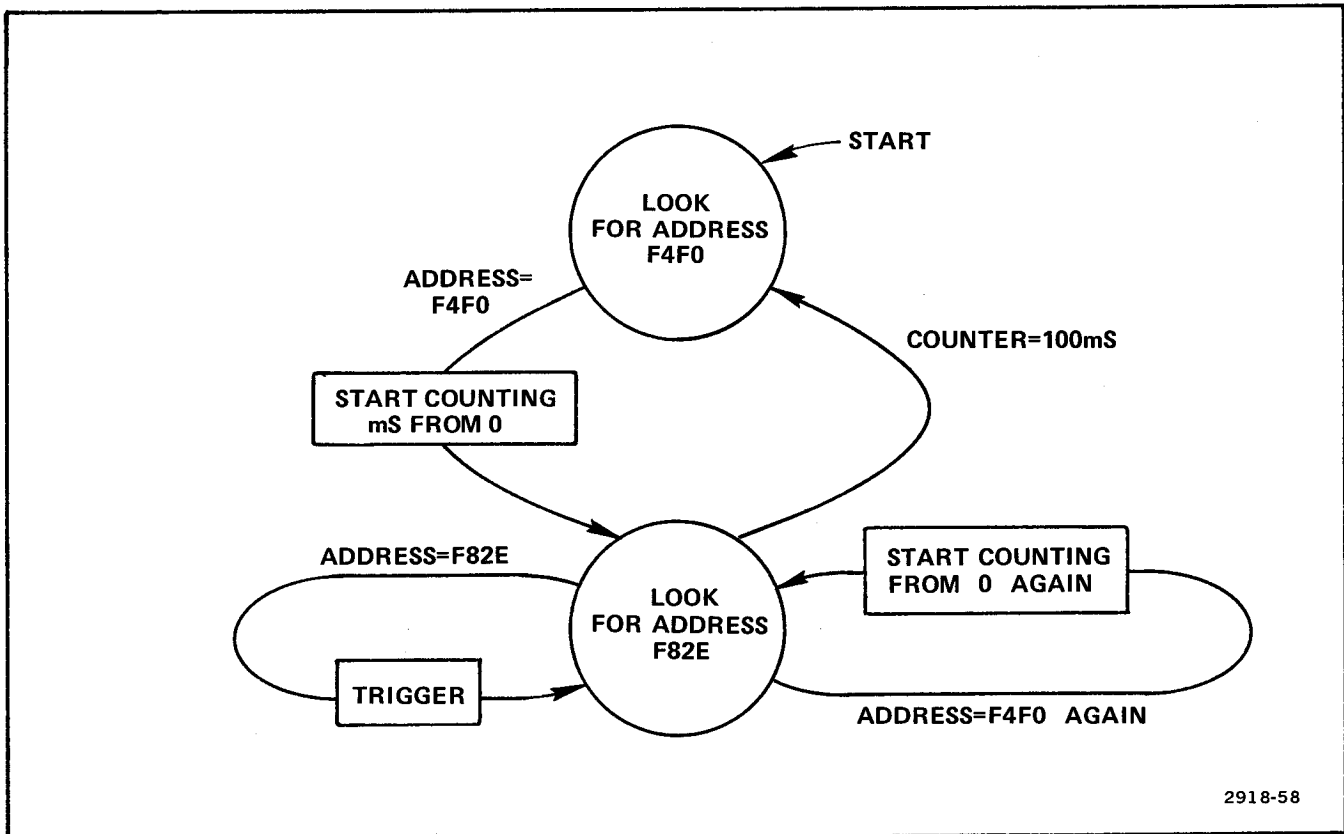 START
LOOK
FOR ADDRESS
F4F0
ADDRESS=
F4F0
COUNTER=100mS
START COUNTING
mS FROM 0
ADDRESS=F82E
START COUNTING
FROM 0 AGAIN
LOOK
FOR ADDRESS
F82E
TRIGGER
ADDRESS=F4F0 AGAIN
2918-58